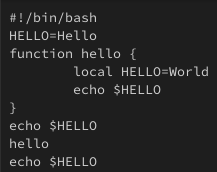 #!/bin/bash
HELLO=Hello
function hello {
        local HELLO=World
        echo $HELLO
}
echo $HELLO
hello
echo $HELLO